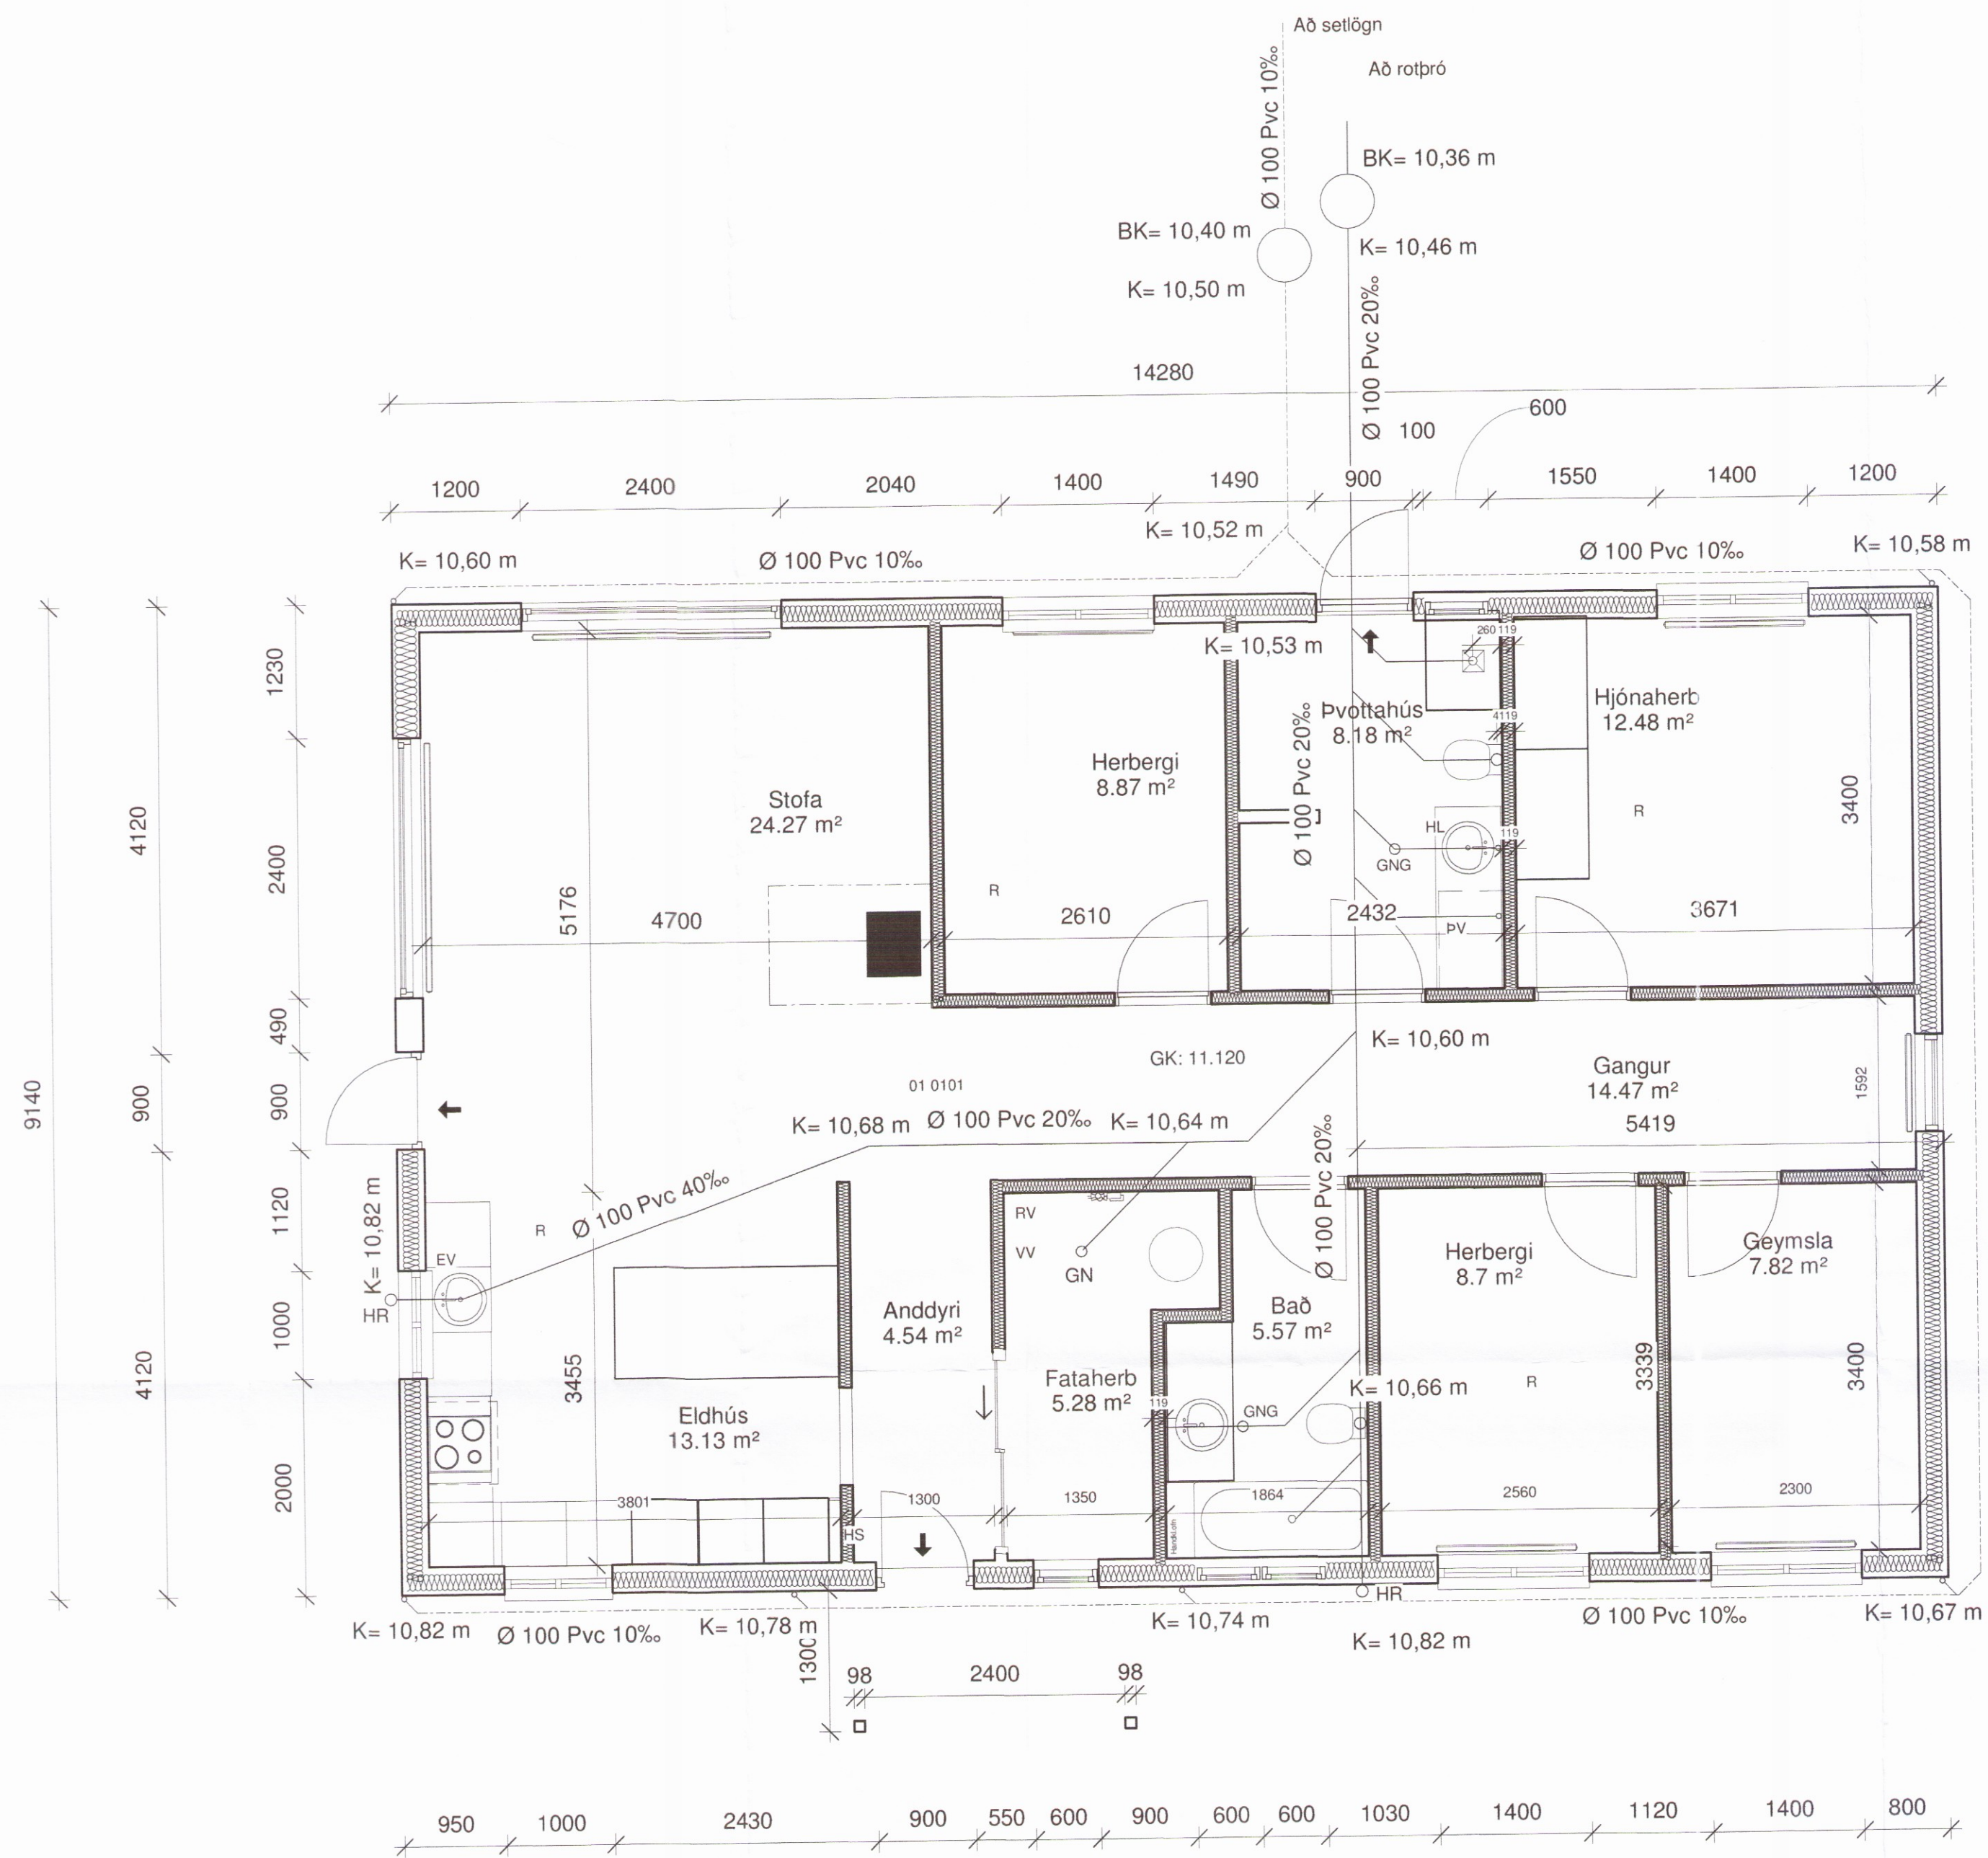 Að setlögn
Að rotþró
Ø 100 Pvc 10‰
BK= 10,36 m
BK= 10,40 m
K= 10,46 m
K= 10,50 m
Ø 100 Pvc 20‰
14280
600
Ø 100
1200
2400
2040
1400
1490
900
1550
1400
1200
K= 10,52 m
K= 10,60 m
Ø 100 Pvc 10‰
Ø 100 Pvc 10‰
K= 10,58 m
K= 10,53 m
260 119
1230
4120
2400
490
9140
900
900
1120
1000
4120
2000
Þvottahús
8.18 m²
4119
Hjónaherb
12.48 m²
Herbergi
8.87 m²
Stofa
24.27 m²
Ø 100 Pvc 20‰
R
HL
119
GNG
3400
R
5176
4700
2610
2432
ÞV
3671
K= 10,60 m
GK: 11.120
01 0101
Gangur
14.47 m²
1592
5419
K= 10,68 m
Ø 100 Pvc 20‰
K= 10,64 m
Ø 100 Pvc 20‰
K= 10,82 m
R
Ø 100 Pvc 40‰
EV
HR
RV
VV
GN
Herbergi
8.7 m²
Geymsla
7.82 m²
Anddyri
4.54 m²
Bað
5.57 m²
3455
3339
3400
Fataherb
5.28 m²
119
K= 10,66 m
R
GNG
Eldhús
13.13 m²
3801
1300
1350
1864
2560
2300
HS
Handkl.ofn
HR
K= 10,82 m
Ø 100 Pvc 10‰
K= 10,78 m
K= 10,74 m
K= 10,82 m
Ø 100 Pvc 10‰
K= 10,67 m
1300
98
2400
98
950
1000
2430
900
550
600
900
600
600
1030
1400
1120
1400
800